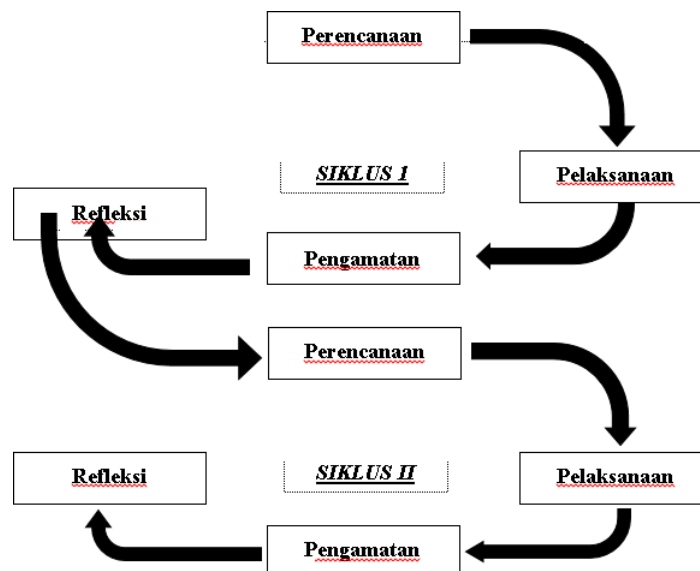 Perencanaan
SIKLUS 1
Pelaksanaan
Refleksi
Pengamatan
Perencanaan
Refleksi
SIKLUS II
Pelaksanaan
Pengamatan